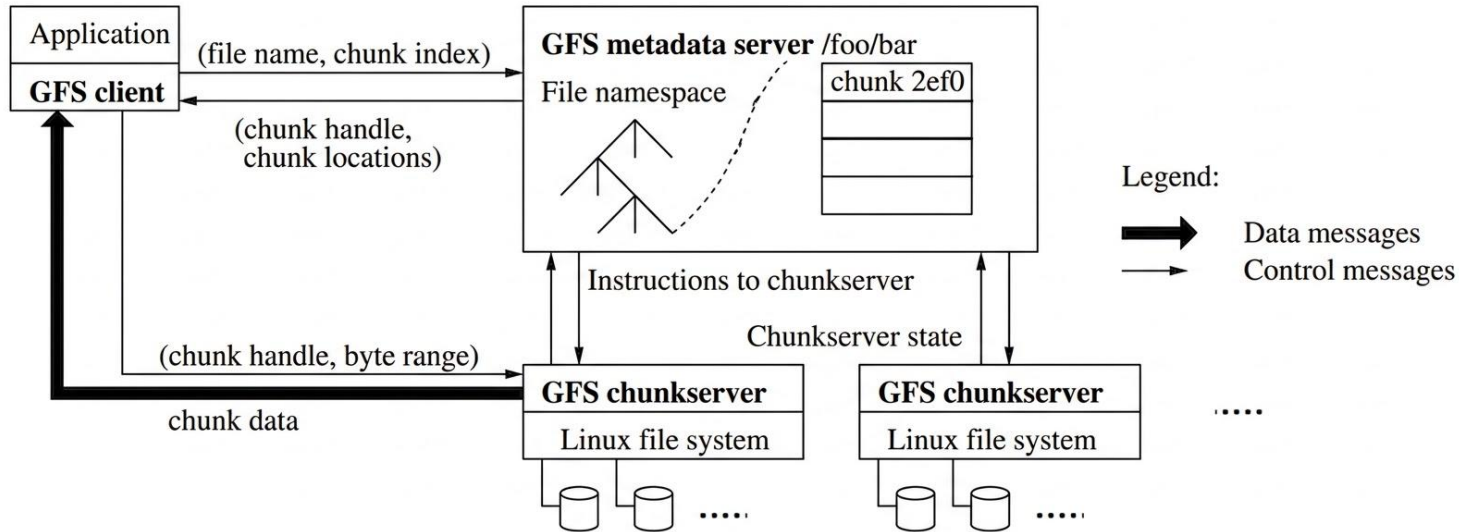 Application
GFS client
(file name, chunk index)
(chunk handle,
chunk locations)
GFS metadata server /foo/bar
File namespace
chunk 2ef0
Legend:
Data messages
Control messages
Instructions to chunkserver
Chunkserver state
(chunk handle, byte range)
chunk data
GFS chunkserver
Linux file system
GFS chunkserver
Linux file system